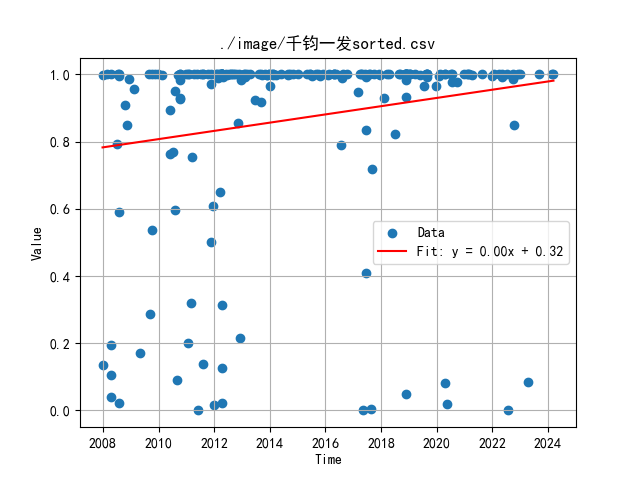 ./image/千钧一发sorted.csv
1.0
0.8
0.6
0.4
0.2
0.0
Value
Data
Fit: y = 0.00x + 0.32
2008 2010 2012 2014 2016 2018 2020 2022 2024
Time